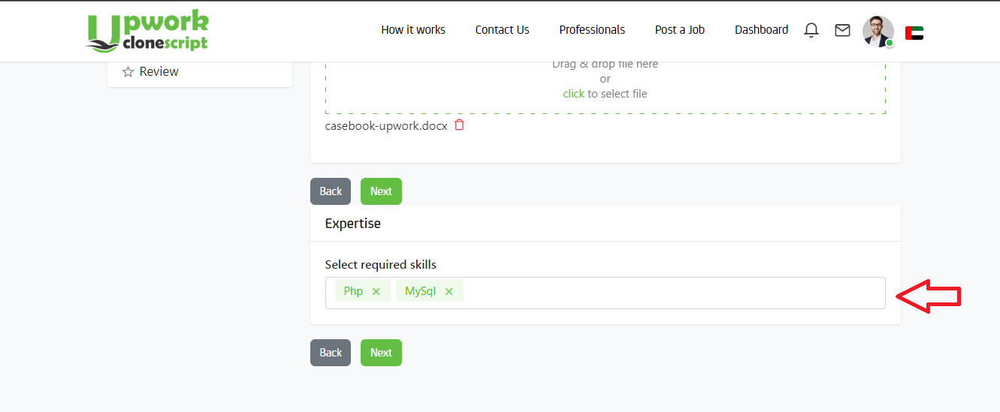 Upwork
clonescript
How it works Contact Us Professionals Post a Job Dashboard
Review
Drag & drop file here
or
click to select file
casebook-upwork.docx
Back Next
Expertise
Select required skills
Php MySql
Back Next